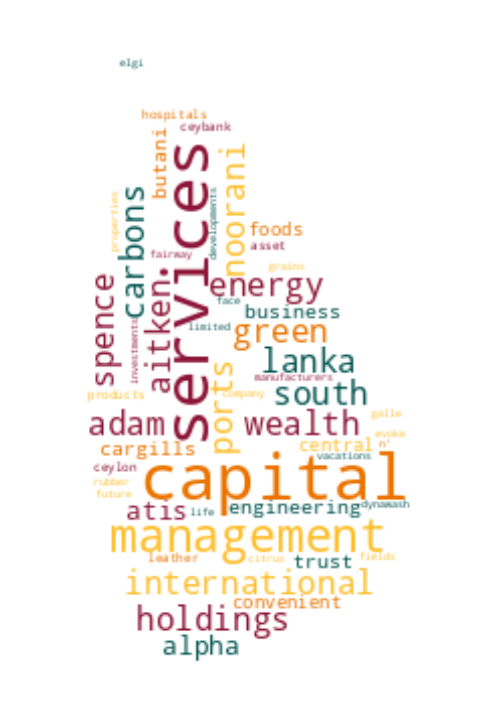 elgi
hospitals
ceybank
butani
services
noorani
properties
carbons
developments
foods
asset
fairway
grains
spence
aitken.
energy
face
business
investments
limited
green
lanka
manufacturers
ports
south
products
company
adam
wealth
galle
evoke
cargills
central
n'
vacations
ceylon
capital
rubber
future
atis
life
engineering
dynawash
management
leather
citrus
trust
fields
international
convenient
holdings
alpha